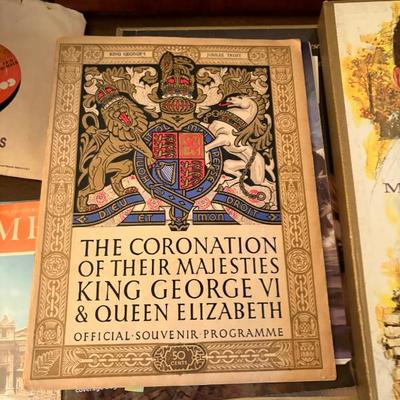 KING GEORGE'S JUBILEE TRUST
DIEU ET MON DROIT
THE CORONATION
OF THEIR MAJESTIES
KING GEORGE VI
& QUEEN ELIZABETH
OFFICIAL·SOUVENIR·PROGRAMME
50
CENTS